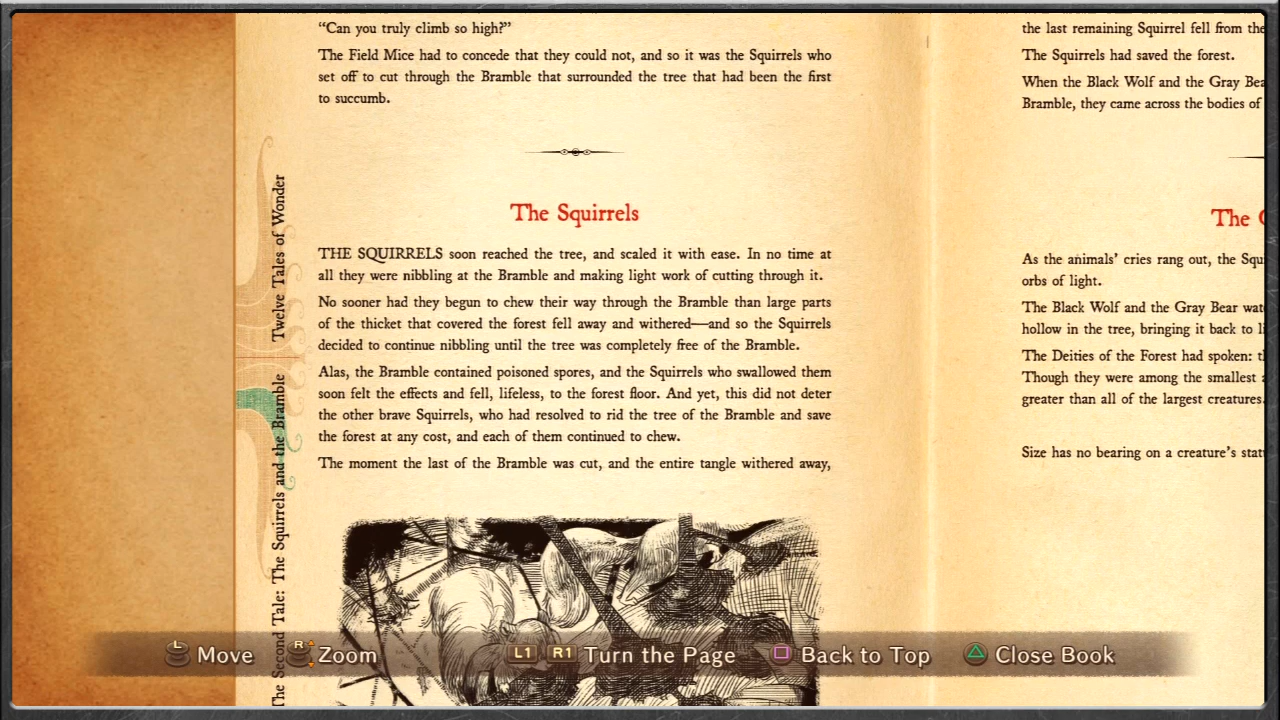 “Can you truly climb so high?”
The Field Mice had to concede that they could not, and so it was the Squirrels who
set off to cut through the Bramble that surrounded the tree that had been the first
to succumb.
The Squirrels
THE SQUIRRELS soon reached the tree, and scaled it with ease. In no time at
all they were nibbling at the Bramble and making light work of cutting through it.
No sooner had they begun to chew their way through the Bramble than large parts
of the thicket that covered the forest fell away and withered—and so the Squirrels
decided to continue nibbling until the tree was completely free of the Bramble.
Alas, the Bramble contained poisoned spores, and the Squirrels who swallowed them
soon felt the effects and fell, lifeless, to the forest floor. And yet, this did not deter
the other brave Squirrels, who had resolved to rid the tree of the Bramble and save
the forest at any cost, and each of them continued to chew.
The moment the last of the Bramble was cut, and the entire tangle withered away,
the last remaining Squirrel fell from the
The Squirrels had saved the forest.
When the Black Wolf and the Gray
Bramble, they came across the bodies of
The
As the animals’ cries rang out, the
orbs of light.
The Black Wolf and the Gray Bear
hollow in the tree, bringing it back to
The Deities of the Forest had spoken:
Though they were among the smallest
greater than all of the largest creatures.
Size has no bearing on a creature’s
Twelve Tales of Wonder
The Second Tale: The Squirrels and the Bramble
L Move
R Zoom
L1 R1 Turn the Page
Back to Top
Close Book